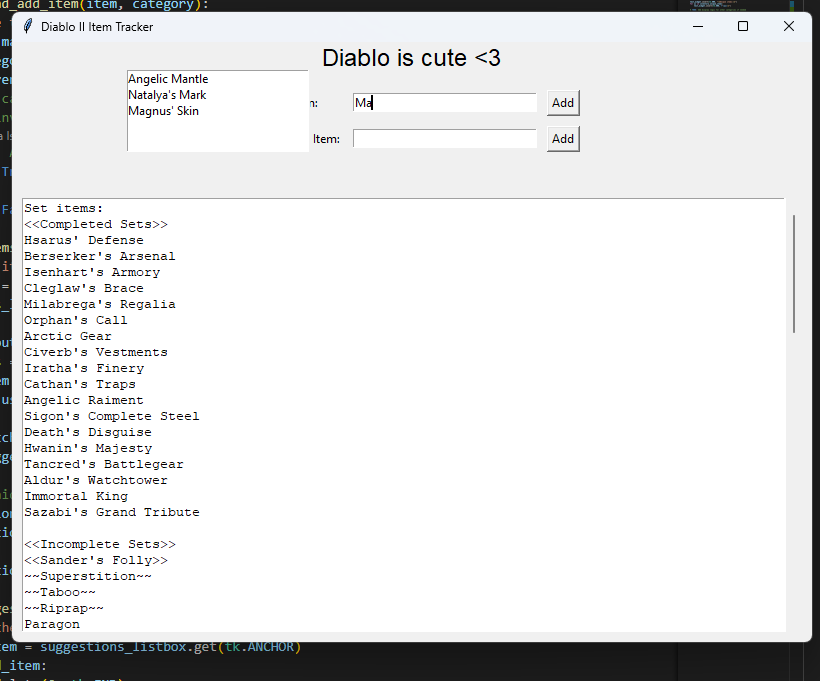 nd_add_item(item, category):
Diablo II Item Tracker
Diablo is cute <3
Angelic Mantle
Natalya's Mark
Magnus' Skin
Ma
Add
Item:
Add
Set items:
<<Completed Sets>>
Hsarus' Defense
Berserker's Arsenal
Isenhart's Armory
Cleglaw's Brace
Milabrega's Regalia
Orphan's Call
Arctic Gear
Civerb's Vestments
Iratha's Finery
Cathan's Traps
Angelic Raiment
Sigon's Complete Steel
Death's Disguise
Hwanin's Majesty
Tancred's Battlegear
Aldur's Watchtower
Immortal King
Sazabi's Grand Tribute
<<Incomplete Sets>>
<<Sander's Folly>>
~~Superstition~~
~~Taboo~~
~~Riprap~~
Paragon
tem = suggestions_listbox.get(tk.ANCHOR)
d_item: